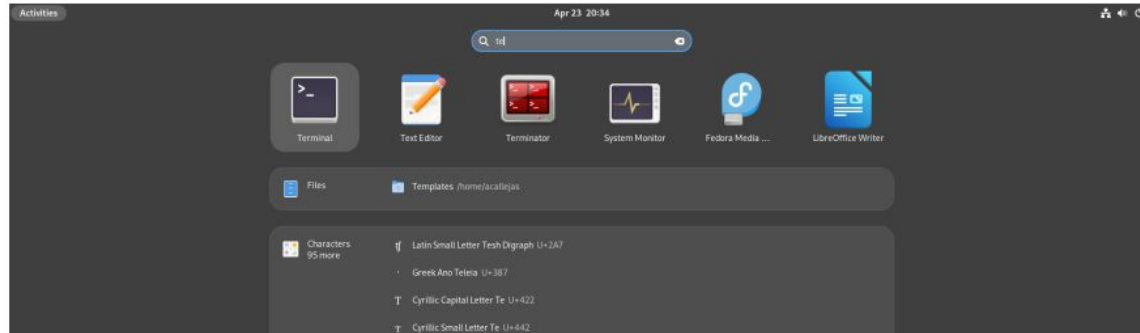 Activities
Apr 23 20:34
te
Terminal
Text Editor
Terminator
System Monitor
Fedora Media ...
LibreOffice Writer
Files
Templates /home/acallejas
Characters
95 more
ʧ Latin Small Letter Tesh Digraph U+2A7
· Greek Ano Teleia U+387
Т Cyrillic Capital Letter Te U+422
т Cyrillic Small Letter Te U+442